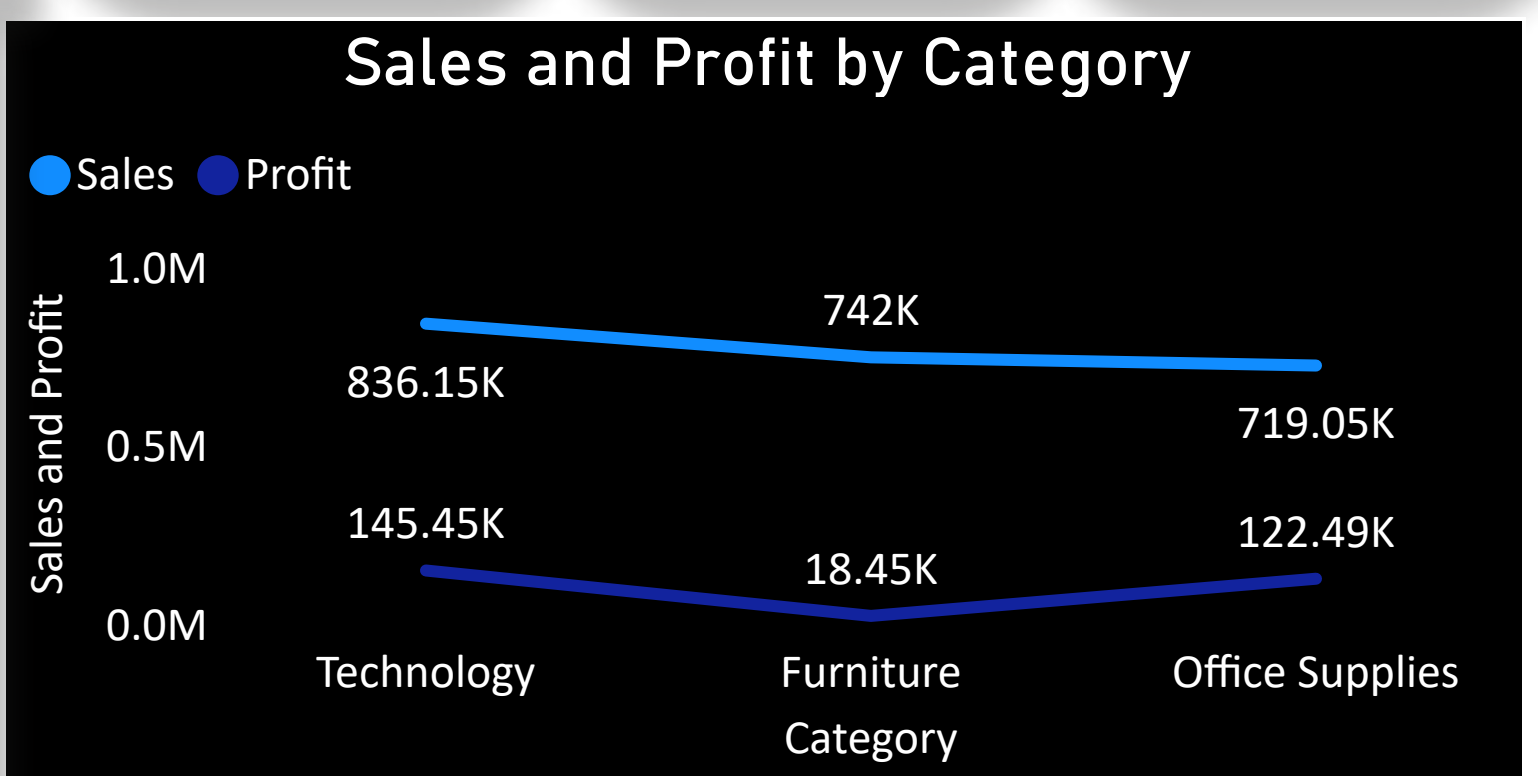 Sales and Profit by Category
Sales Profit
Sales and Profit
1.0M
0.5M
0.0M
742K
836.15K
719.05K
145.45K
18.45K
122.49K
Technology Furniture Office Supplies
Category